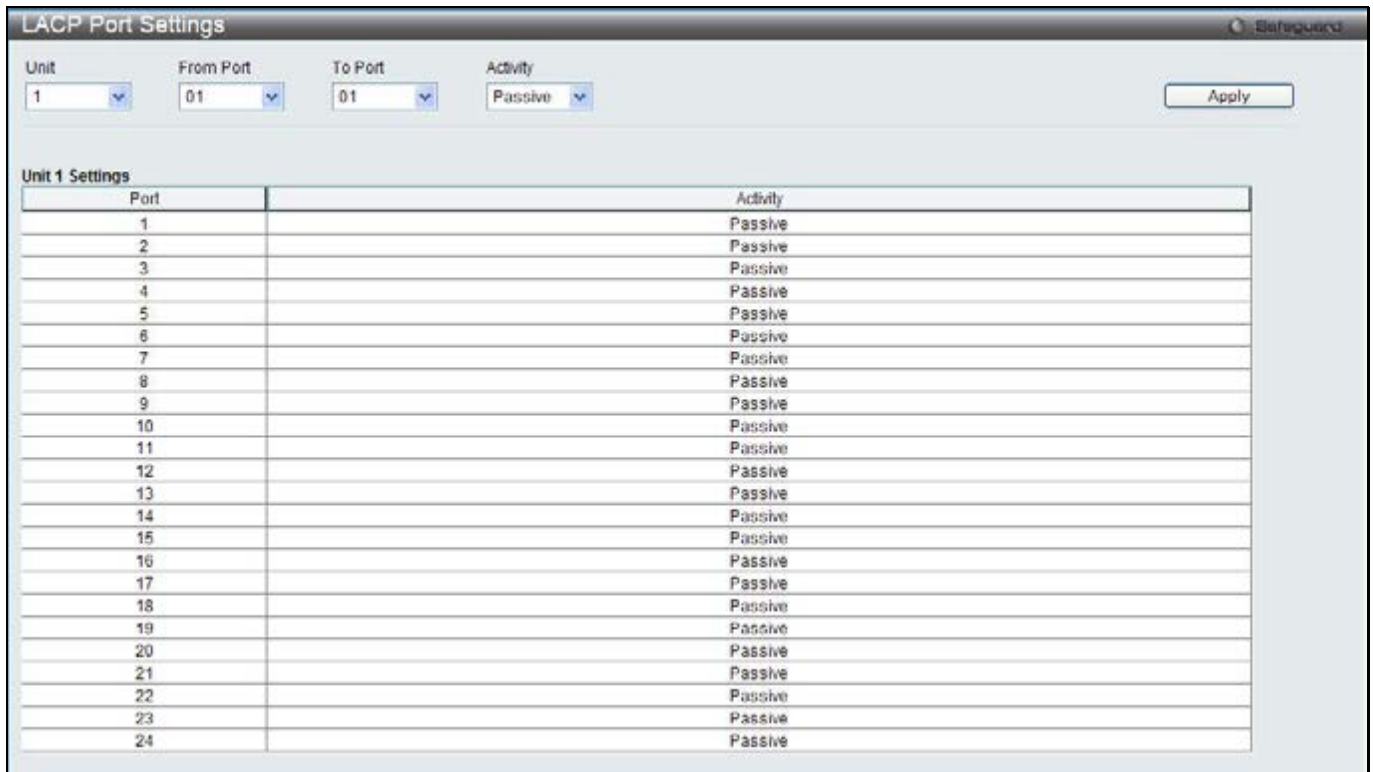 LACP Port Settings
Safeguard
Unit From Port To Port Activity
1 01 01 Passive Apply
Unit 1 Settings
Port Activity
1 Passive
2 Passive
3 Passive
4 Passive
5 Passive
6 Passive
7 Passive
8 Passive
9 Passive
10 Passive
11 Passive
12 Passive
13 Passive
14 Passive
15 Passive
16 Passive
17 Passive
18 Passive
19 Passive
20 Passive
21 Passive
22 Passive
23 Passive
24 Passive